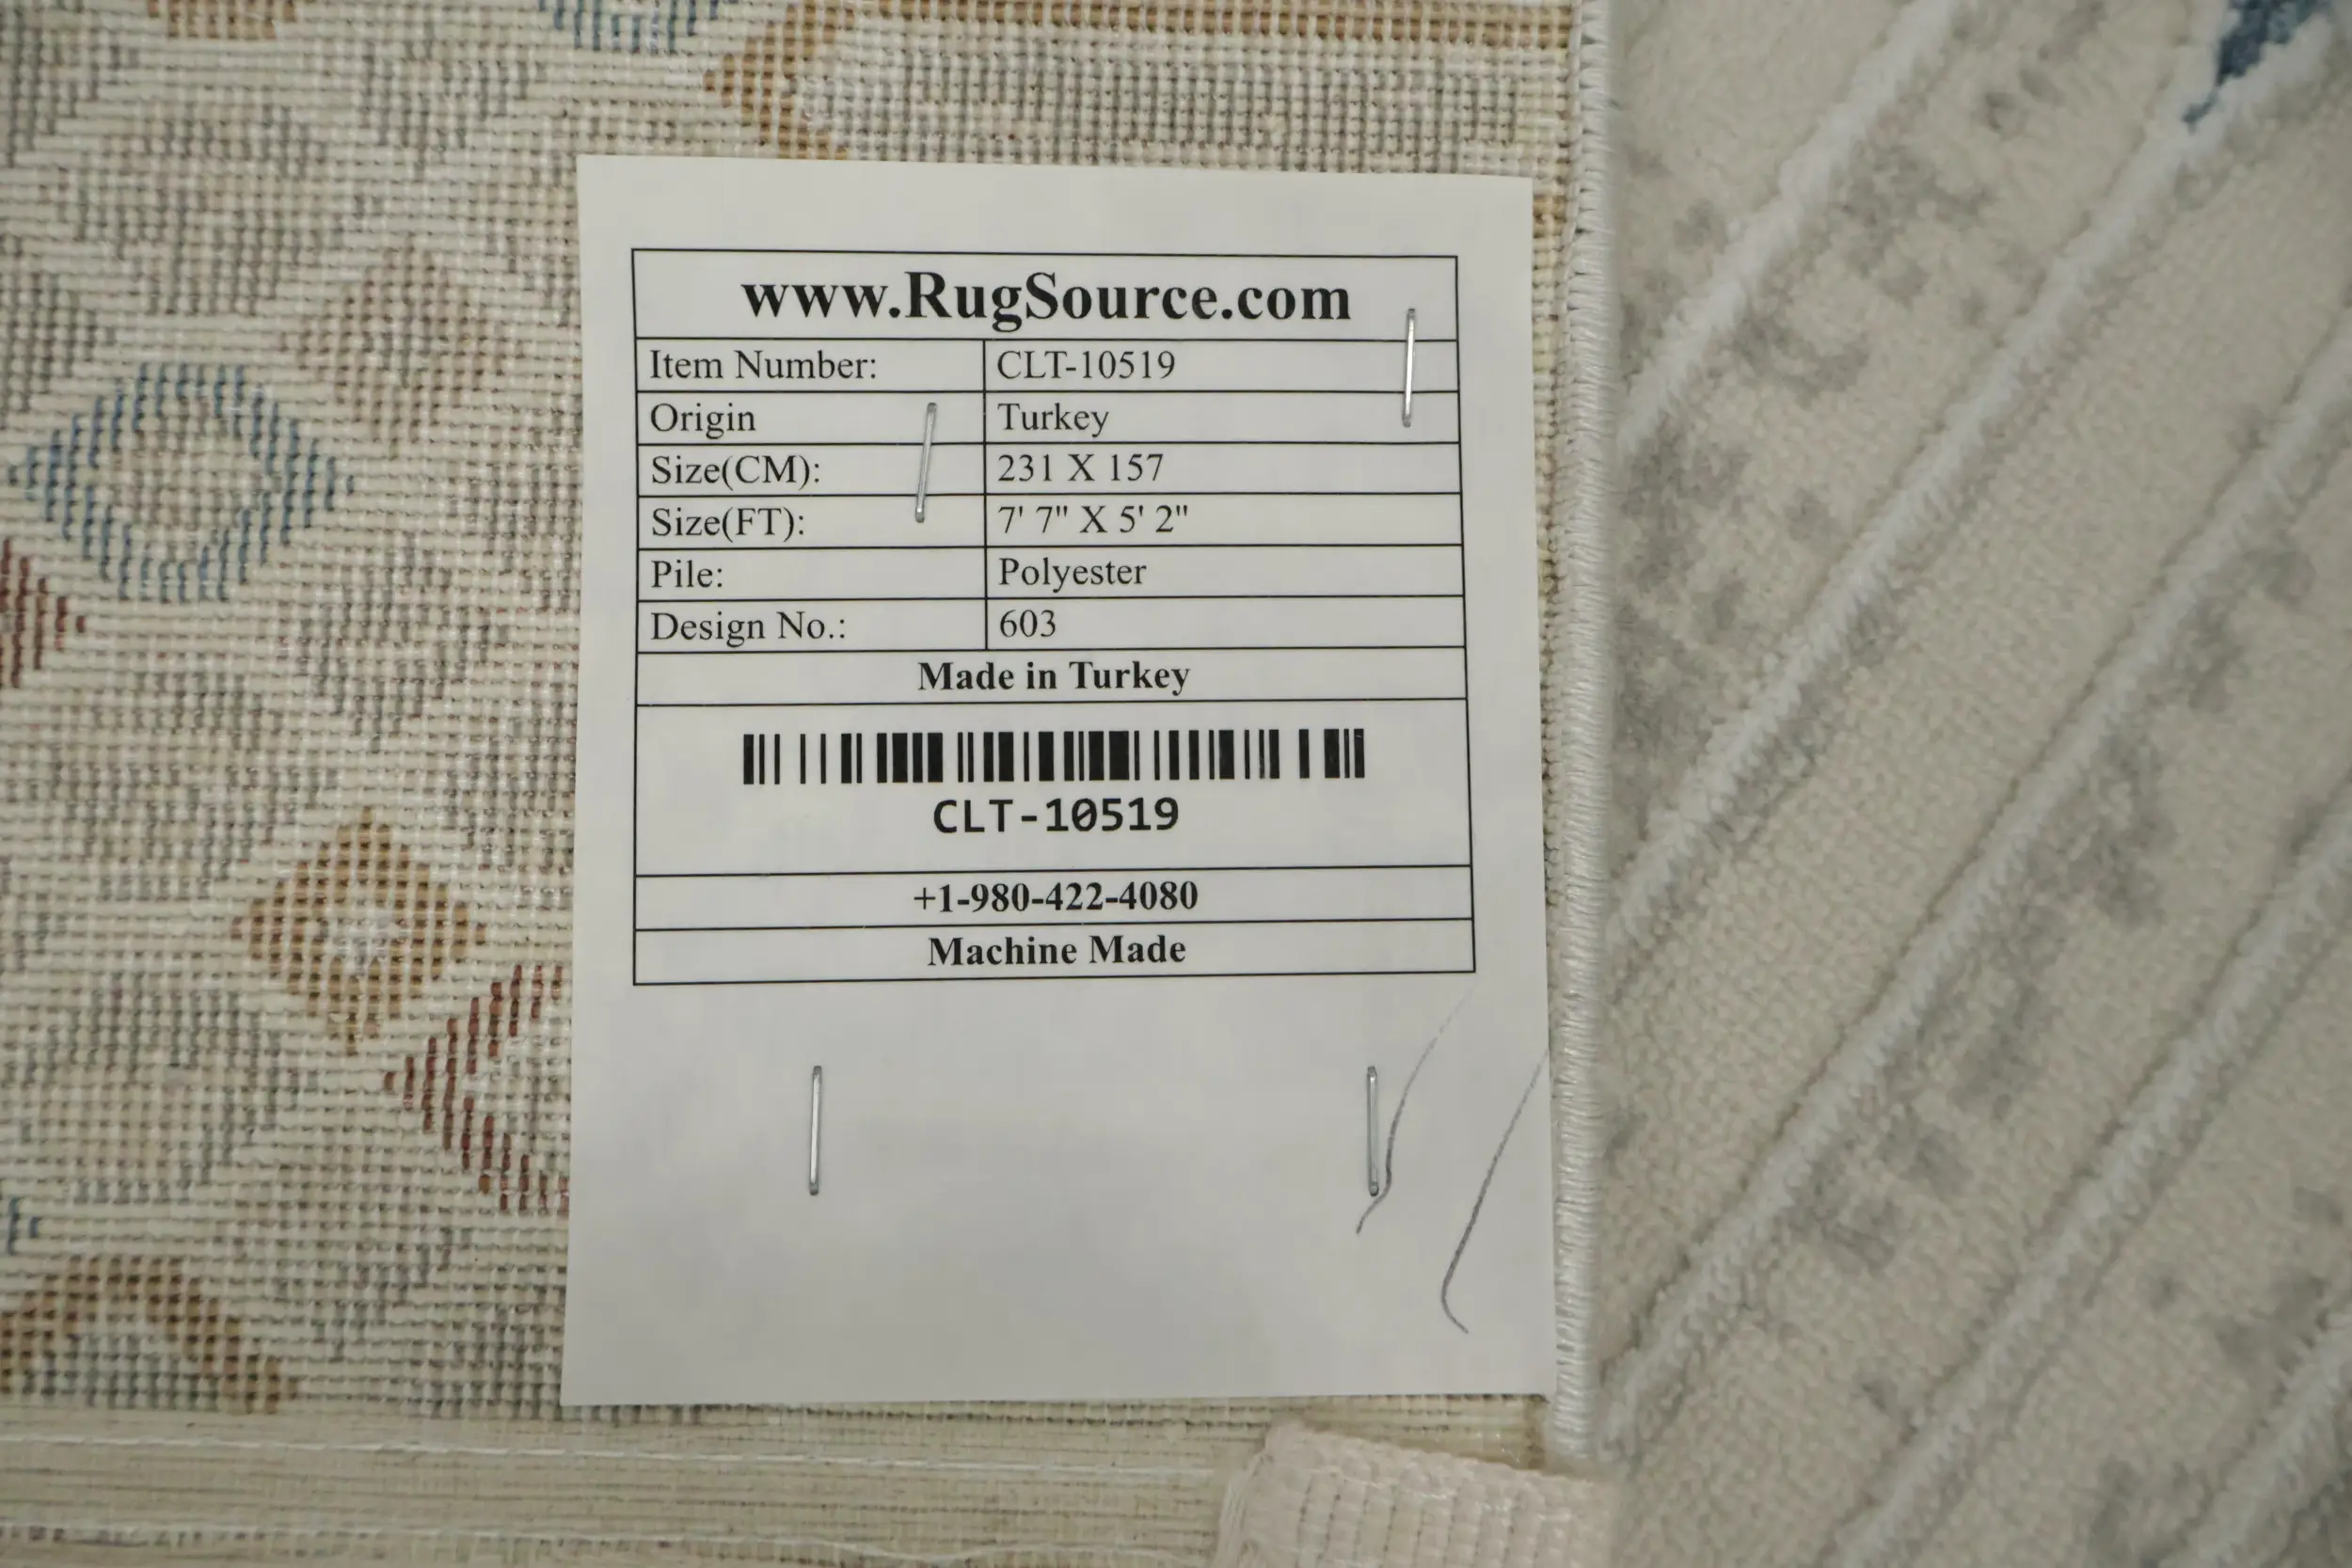 www.RugSource.com
Item Number: CLT-10519
Origin Turkey
Size(CM): 231 X 157
Size(FT): 7' 7" X 5' 2"
Pile: Polyester
Design No.: 603
Made in Turkey
CLT-10519
+1-980-422-4080
Machine Made